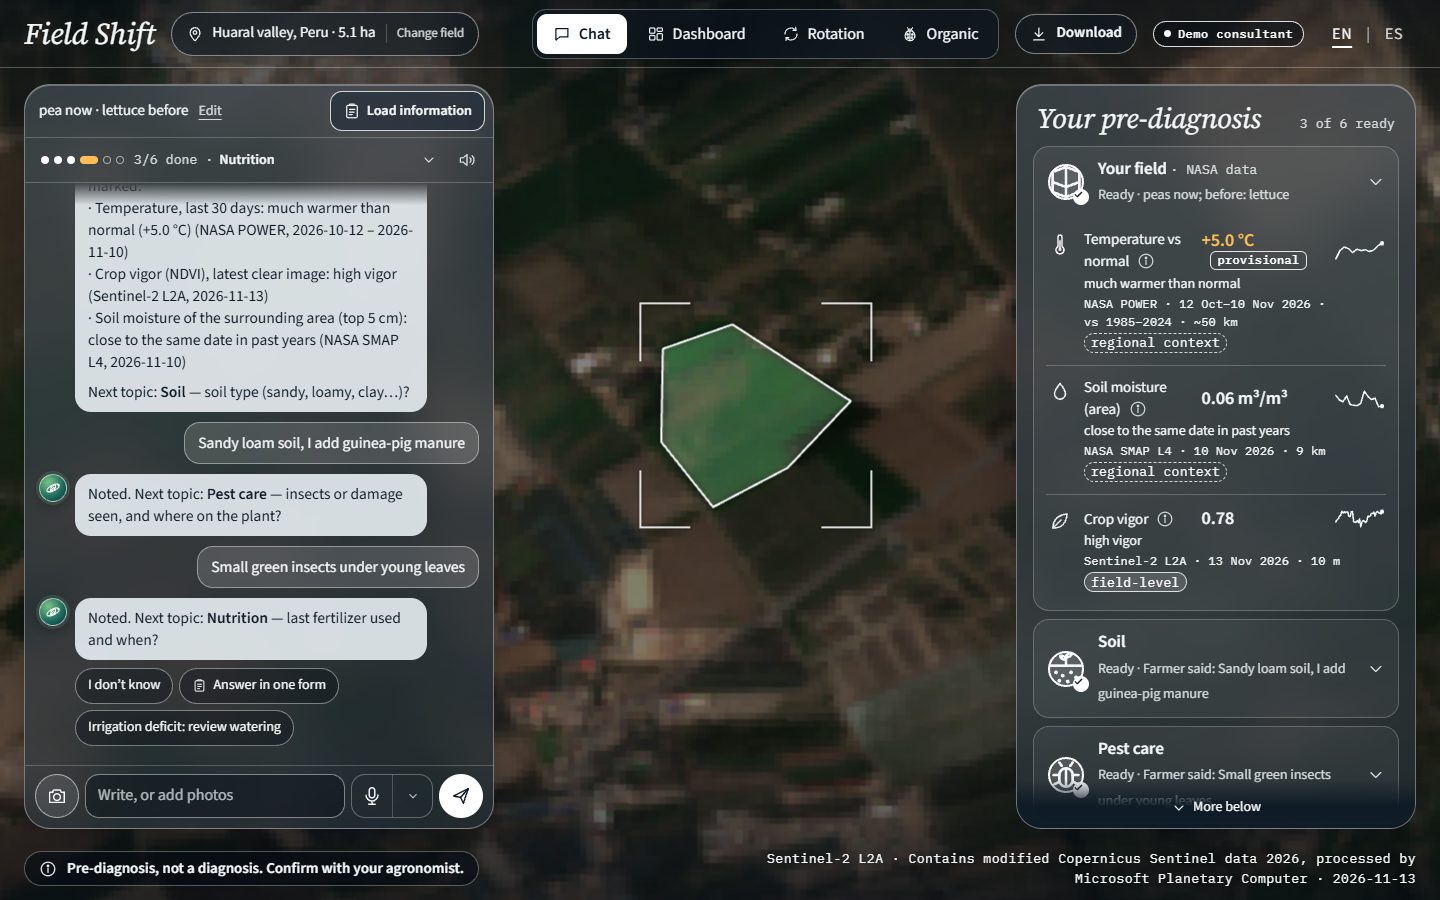 Field Shift
Huaral valley, Peru · 5.1 ha
Change field
Chat
Dashboard
Rotation
Organic
Download
Demo consultant
EN | ES
pea now · lettuce before Edit
Load information
3/6 done · Nutrition
marked:
· Temperature, last 30 days: much warmer than
normal (+5.0 °C) (NASA POWER, 2026-10-12 – 2026-
11-10)
· Crop vigor (NDVI), latest clear image: high vigor
(Sentinel-2 L2A, 2026-11-13)
· Soil moisture of the surrounding area (top 5 cm):
close to the same date in past years (NASA SMAP
L4, 2026-11-10)
Next topic: Soil — soil type (sandy, loamy, clay…)?
Sandy loam soil, I add guinea-pig manure
Noted. Next topic: Pest care — insects or damage
seen, and where on the plant?
Small green insects under young leaves
Noted. Next topic: Nutrition — last fertilizer used
and when?
I don’t know
Answer in one form
Irrigation deficit: review watering
Write, or add photos
Pre-diagnosis, not a diagnosis. Confirm with your agronomist.
Your pre-diagnosis
3 of 6 ready
Your field · NASA data
Ready · peas now; before: lettuce
Temperature vs
normal
+5.0 °C
provisional
much warmer than normal
NASA POWER · 12 Oct–10 Nov 2026 ·
vs 1985–2024 · ~50 km
regional context
Soil moisture
(area)
0.06 m³/m³
close to the same date in past years
NASA SMAP L4 · 10 Nov 2026 · 9 km
regional context
Crop vigor
0.78
high vigor
Sentinel-2 L2A · 13 Nov 2026 · 10 m
field-level
Soil
Ready · Farmer said: Sandy loam soil, I add
guinea-pig manure
Pest care
Ready · Farmer said: Small green insects
under young leaves
More below
Sentinel-2 L2A · Contains modified Copernicus Sentinel data 2026, processed by
Microsoft Planetary Computer · 2026-11-13